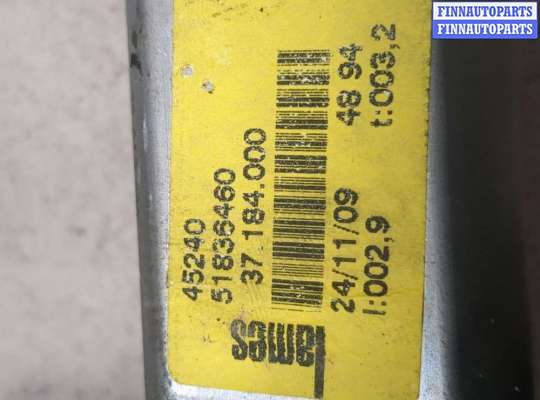 FINNAUTOPARTS
FINNAUTOPARTS
45240
51836460
37.184.000
24/11/09 48 94
I:002,9 t:003,2
lames